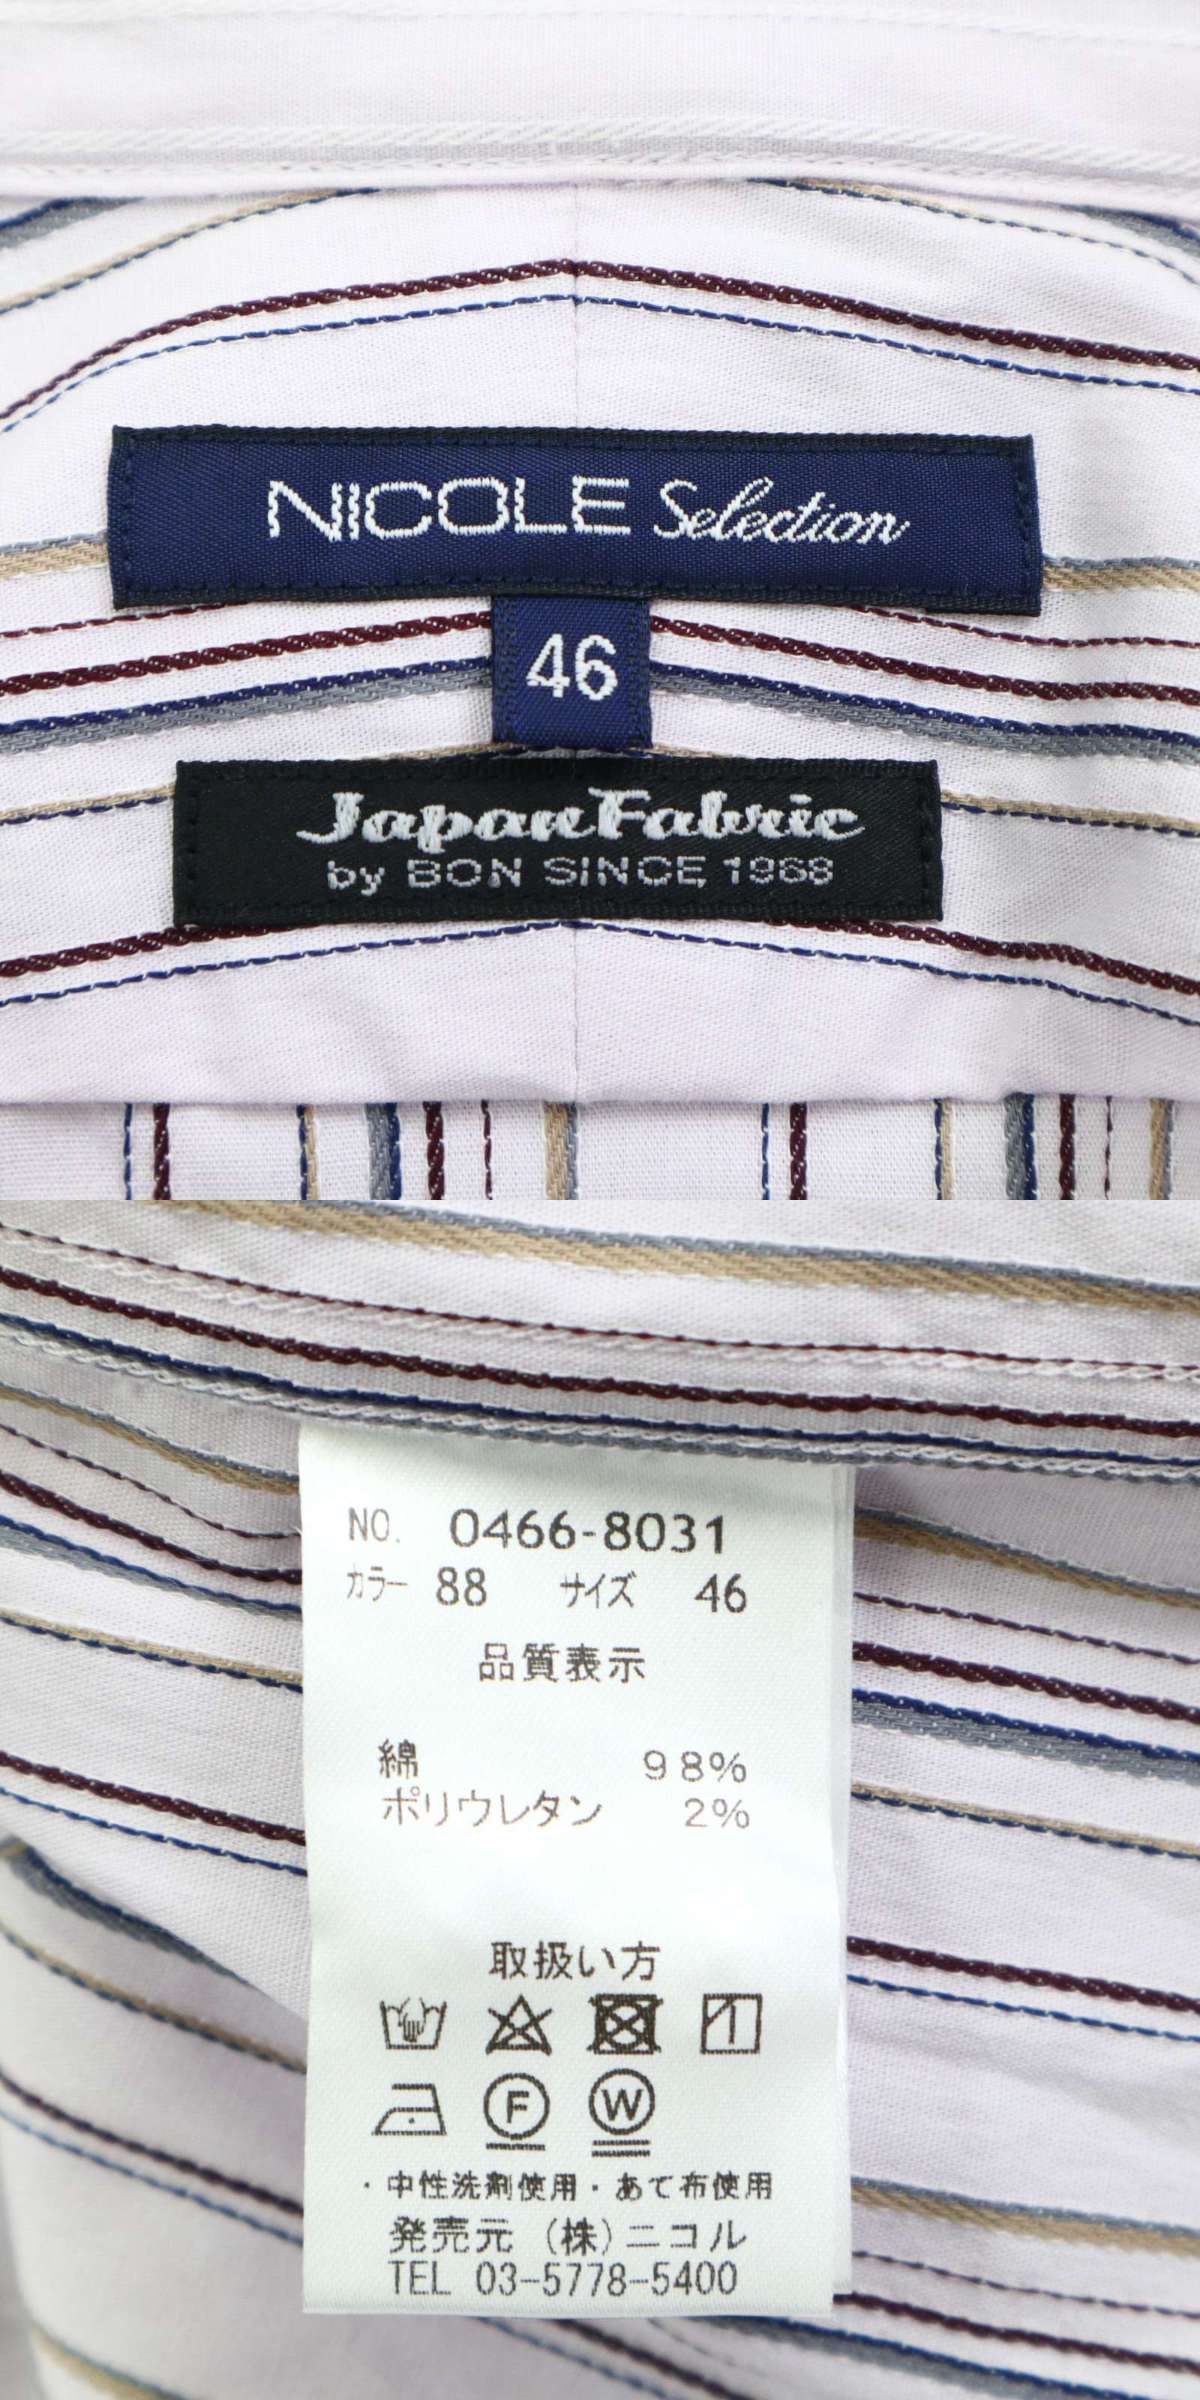 NICOLE Selection
46
Japan Fabric
by BON SINCE 1968
NO. 0466-8031
カラー 88 サイズ 46
品質表示
綿 98%
ポリウレタン 2%
取扱い方
F W
・中性洗剤使用・あて布使用
発売元 (株)ニコル
TEL 03-5778-5400